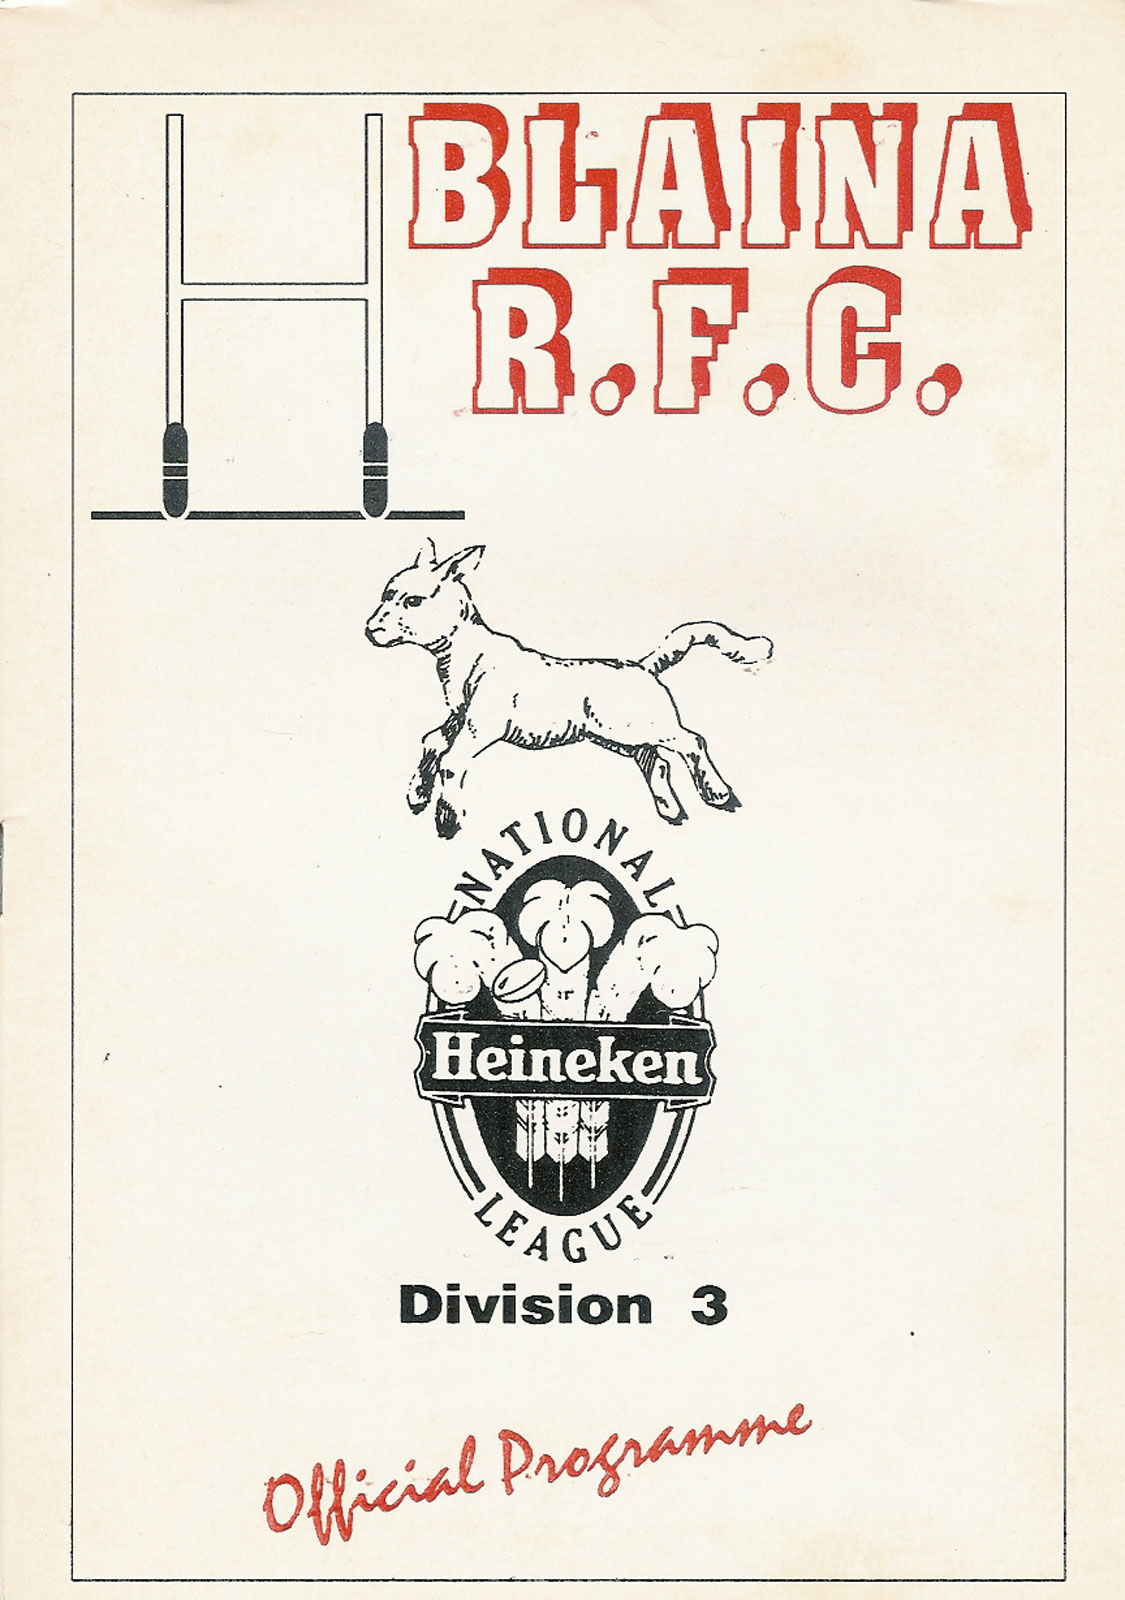 BLAINA
R.F.C.
NATIONAL
Heineken
LEAGUE
Division 3
Official Programme